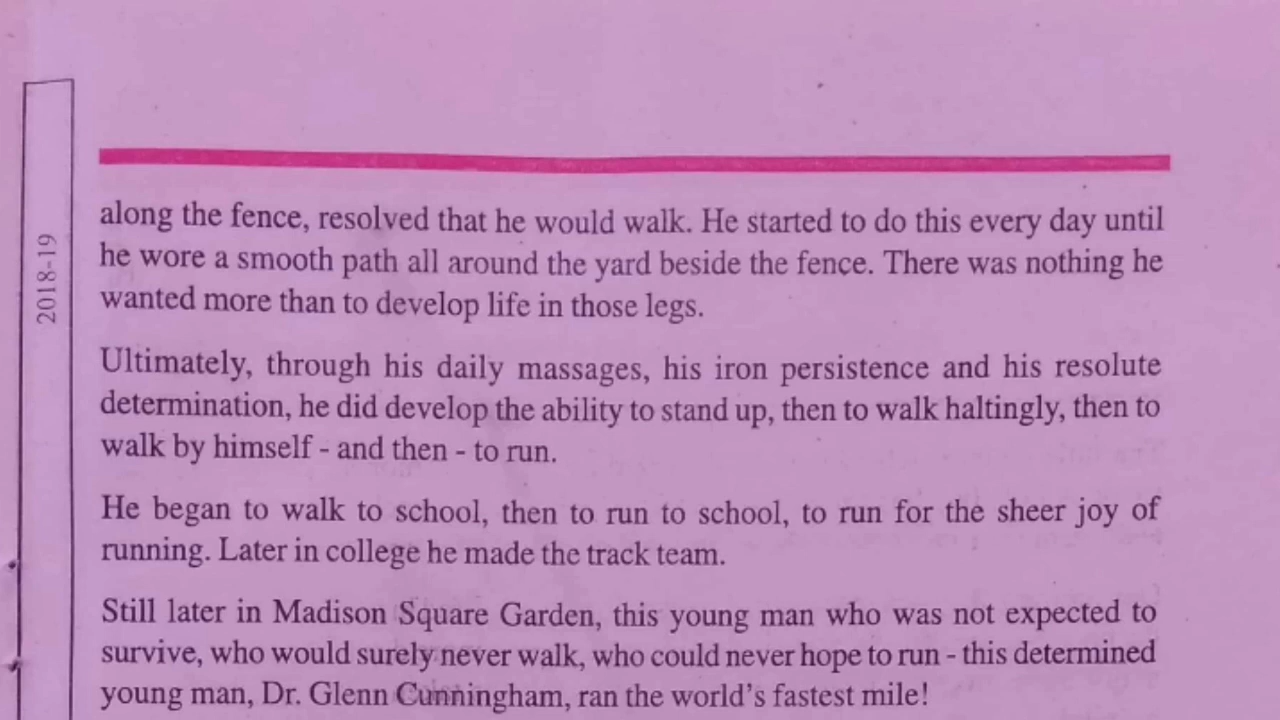 2018-19
along the fence, resolved that he would walk. He started to do this every day until
he wore a smooth path all around the yard beside the fence. There was nothing he
wanted more than to develop life in those legs.
Ultimately, through his daily massages, his iron persistence and his resolute
determination, he did develop the ability to stand up, then to walk haltingly, then to
walk by himself - and then - to run.
He began to walk to school, then to run to school, to run for the sheer joy of
running. Later in college he made the track team.
Still later in Madison Square Garden, this young man who was not expected to
survive, who would surely never walk, who could never hope to run - this determined
young man, Dr. Glenn Cunningham, ran the world's fastest mile!